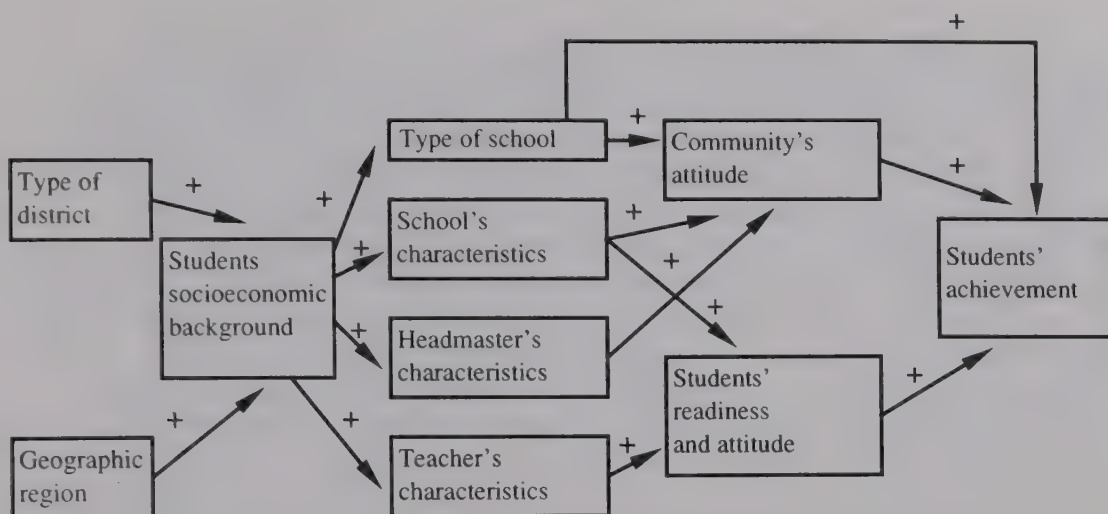 +
Type of school
+
Community's
attitude
+
Type of
district
+
+
School's
characteristics
+
+
Students
socioeconomic
background
+
Students'
achievement
+
+
Headmaster's
characteristics
+
Students'
readiness
and attitude
+
Geographic
region
+
+
Teacher's
characteristics
+